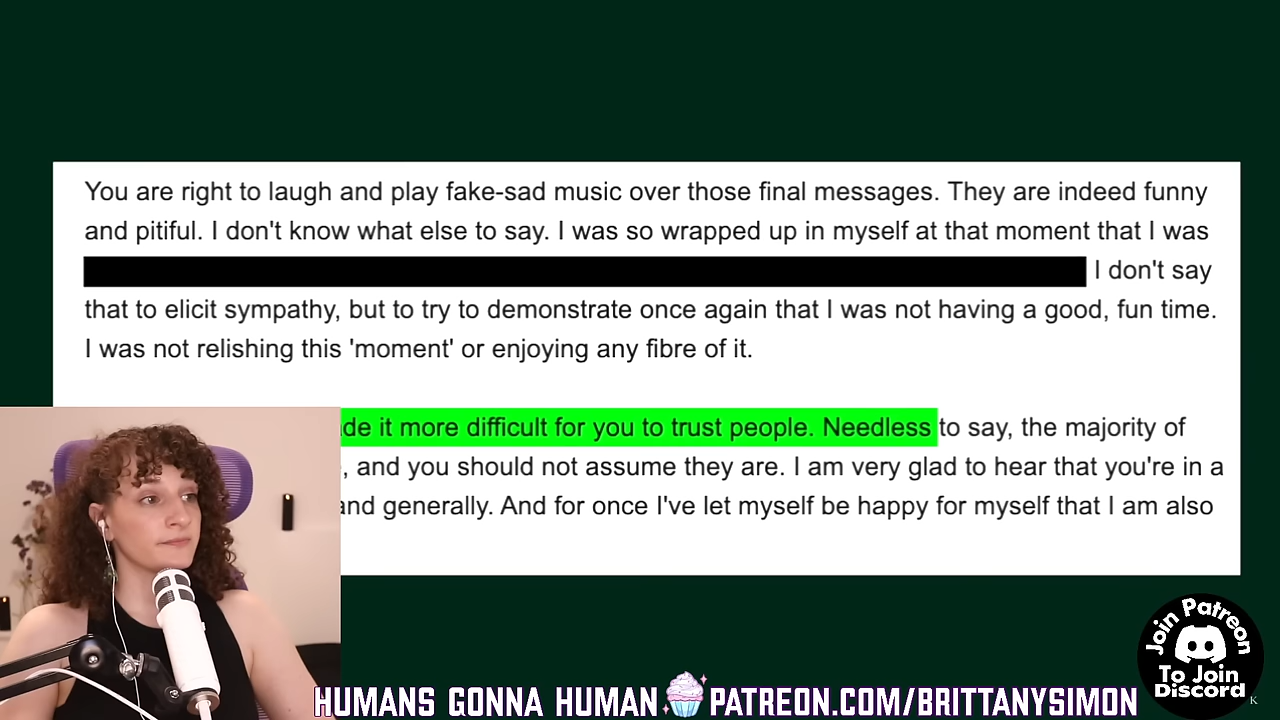 You are right to laugh and play fake-sad music over those final messages. They are indeed funny
and pitiful. I don't know what else to say. I was so wrapped up in myself at that moment that I was
I don't say
that to elicit sympathy, but to try to demonstrate once again that I was not having a good, fun time.
I was not relishing this 'moment' or enjoying any fibre of it.
it more difficult for you to trust people. Needless to say, the majority of
, and you should not assume they are. I am very glad to hear that you're in a
and generally. And for once I've let myself be happy for myself that I am also
Join Patreon
To Join
Discord
HUMANS GONNA HUMAN PATREON.COM/BRITTANYSIMON
K